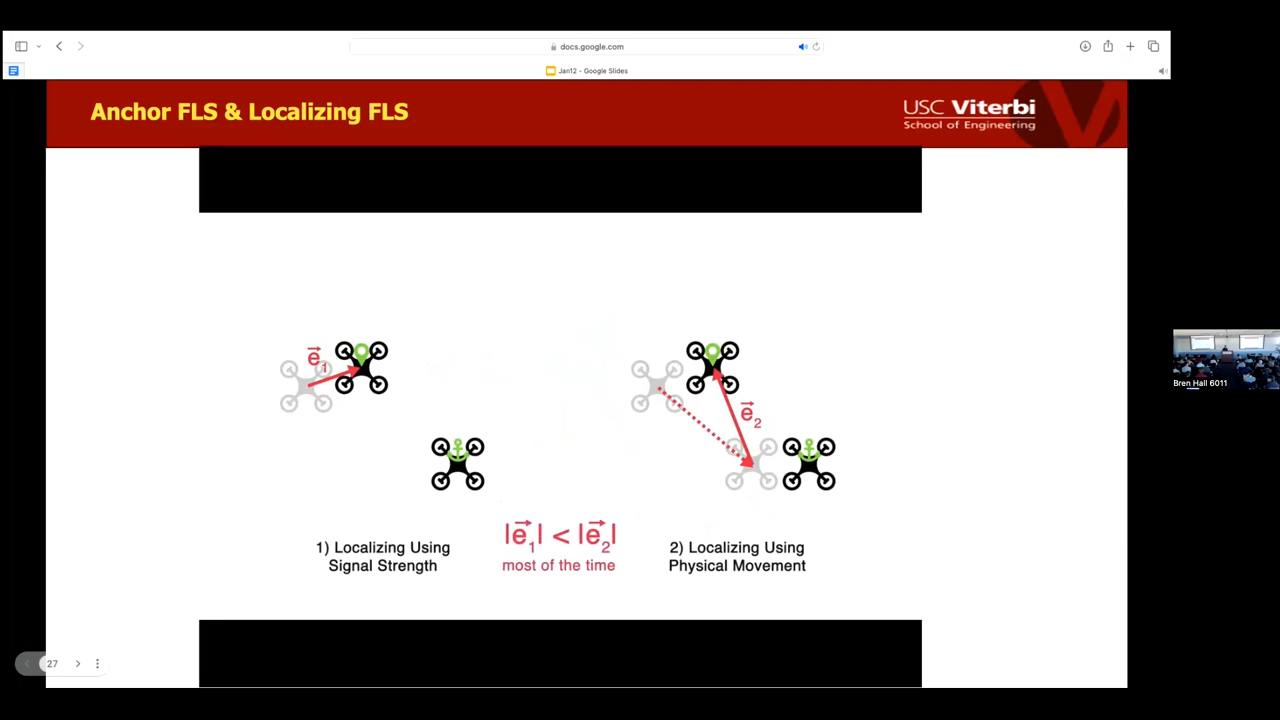 docs.google.com
Jan12 - Google Slides
Anchor FLS & Localizing FLS
USC Viterbi
School of Engineering
e1
e2
|e1| < |e2|
most of the time
1) Localizing Using
Signal Strength
2) Localizing Using
Physical Movement
Bren Hall 6011
27